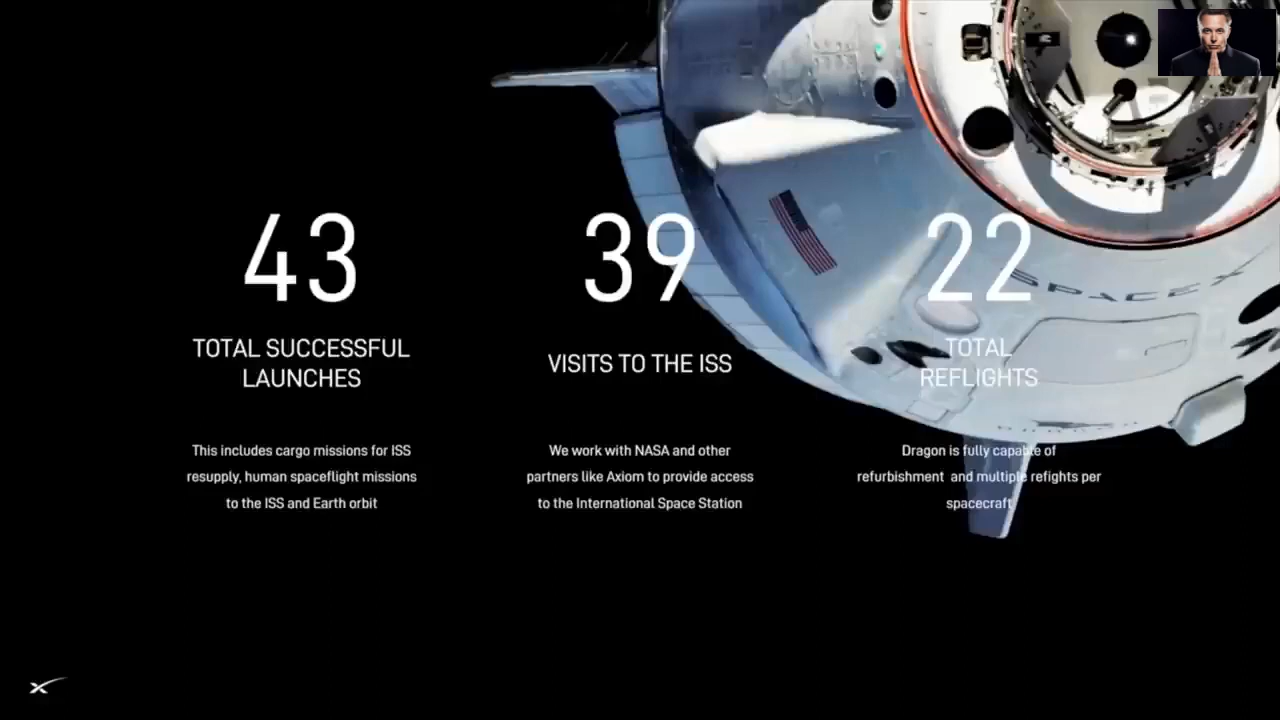 43
TOTAL SUCCESSFUL
LAUNCHES
This includes cargo missions for ISS
resupply, human spaceflight missions
to the ISS and Earth orbit
39
VISITS TO THE ISS
We work with NASA and other
partners like Axiom to provide access
to the International Space Station
22
TOTAL
REFLIGHTS
Dragon is fully capable of
refurbishment and multiple refights per
spacecraft
SPACEX